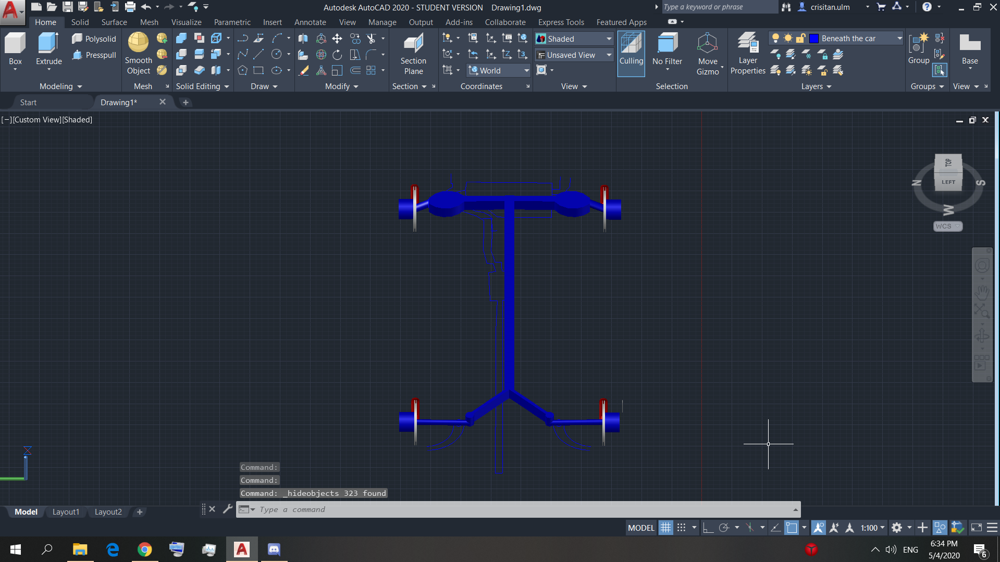 Autodesk AutoCAD 2020 - STUDENT VERSION Drawing1.dwg
Type a keyword or phrase
crisitan.ulm
Home Solid Surface Mesh Visualize Parametric Insert Annotate View Manage Output Add-ins Collaborate Express Tools Featured Apps
Box
Extrude
Polysolid
Presspull
Modeling
Smooth
Object
Mesh
Solid Editing
Draw
Modify
Section
Plane
Section
World
Coordinates
Shaded
Unsaved View
View
Culling
No Filter
Move
Gizmo
Selection
Layer
Properties
Beneath the car
Layers
Group
Groups
Base
View
Start
Drawing1*
[−][Custom View][Shaded]
TOP
LEFT
N
S
W
WCS
Command:
Command:
Command: _hideobjects 323 found
Type a command
Model Layout1 Layout2
MODEL
1:100
ENG
6:34 PM
5/4/2020
6